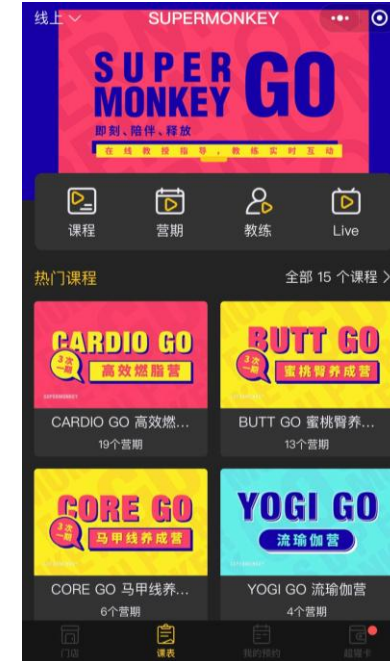 线上
SUPERMONKEY
SUPER
MONKEY GO
即刻、陪伴、释放
在线教授指导，教练实时互动
课程
营期
教练
Live
热门课程
全部 15 个课程
CARDIO GO
3次一期
高效燃脂营
SUPERMONKEY
BUTT GO
3次一期
蜜桃臀养成营
CARDIO GO 高效燃...
BUTT GO 蜜桃臀养...
19个营期
13个营期
CORE GO
3次一期
马甲线养成营
SUPERMONKEY
YOGI GO
流瑜伽营
CORE GO 马甲线养...
YOGI GO 流瑜伽营
6个营期
4个营期
门店
课表
我的预约
超猩卡